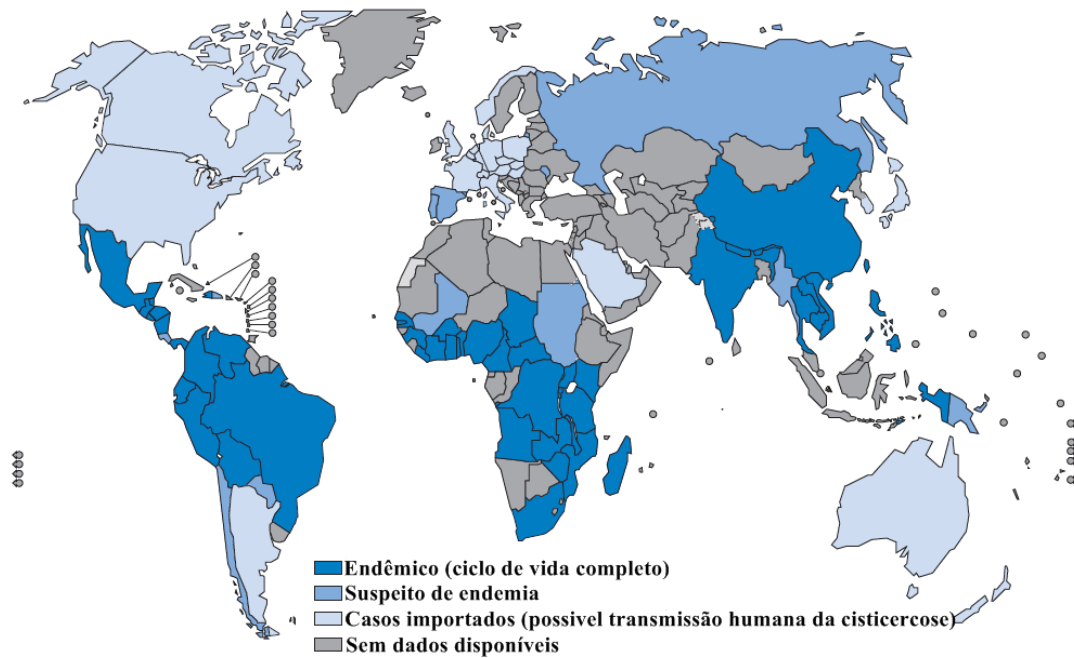 Endêmico (ciclo de vida completo)
Suspeito de endemia
Casos importados (possivel transmissão humana da cisticercose)
Sem dados disponíveis